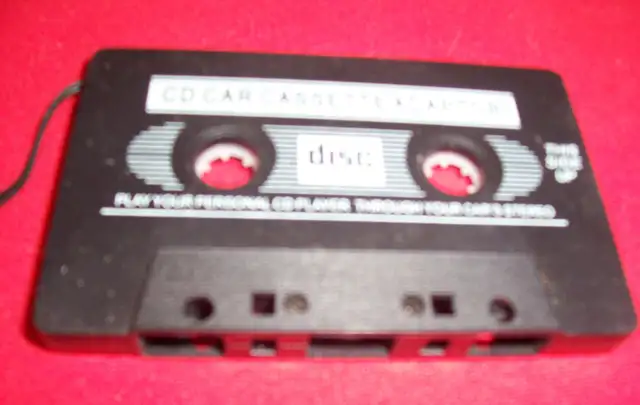 CD CAR CASSETTE ADAPTER
disc
THIS
SIDE
UP
PLAY YOUR PERSONAL CD PLAYER THROUGH YOUR CAR'S STEREO